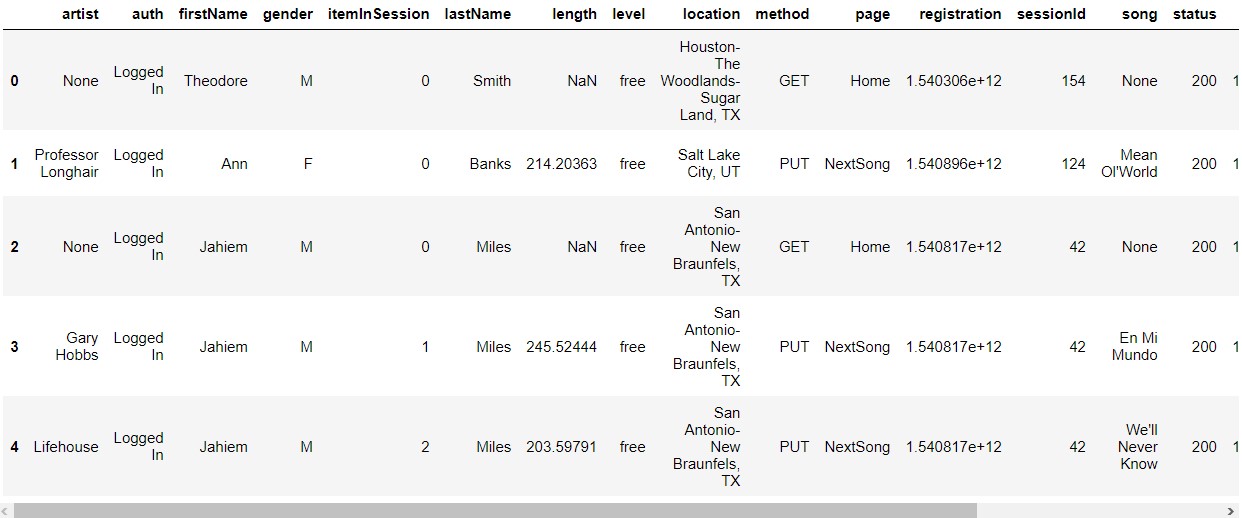 artist auth firstName gender itemInSession lastName length level location method page registration sessionId song status
0 None Logged In Theodore M 0 Smith NaN free Houston-The Woodlands-Sugar Land, TX GET Home 1.540306e+12 154 None 200 1
1 Professor Longhair Logged In Ann F 0 Banks 214.20363 free Salt Lake City, UT PUT NextSong 1.540896e+12 124 Mean Ol'World 200 1
2 None Logged In Jahiem M 0 Miles NaN free San Antonio-New Braunfels, TX GET Home 1.540817e+12 42 None 200 1
3 Gary Hobbs Logged In Jahiem M 1 Miles 245.52444 free San Antonio-New Braunfels, TX PUT NextSong 1.540817e+12 42 En Mi Mundo 200 1
4 Lifehouse Logged In Jahiem M 2 Miles 203.59791 free San Antonio-New Braunfels, TX PUT NextSong 1.540817e+12 42 We'll Never Know 200 1